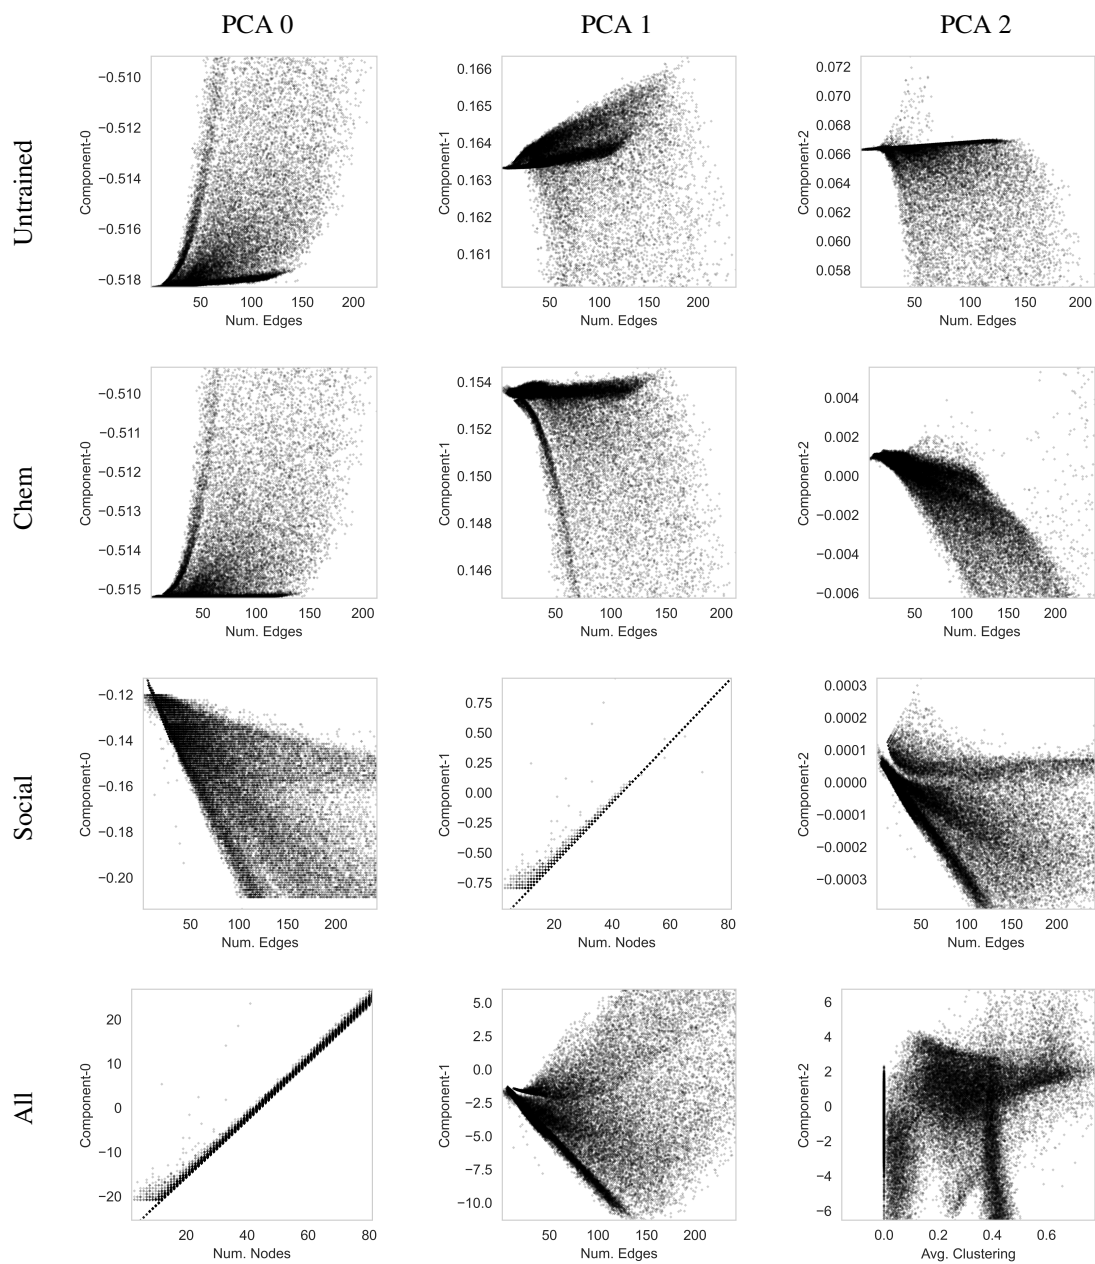 PCA 0 PCA 1 PCA 2
Untrained
Component-0
−0.510
−0.512
−0.514
−0.516
−0.518
50 100 150 200
Num. Edges
Component-1
0.166
0.165
0.164
0.163
0.162
0.161
50 100 150 200
Num. Edges
Component-2
0.072
0.070
0.068
0.066
0.064
0.062
0.060
0.058
50 100 150 200
Num. Edges
Chem
Component-0
−0.510
−0.511
−0.512
−0.513
−0.514
−0.515
50 100 150 200
Num. Edges
Component-1
0.154
0.152
0.150
0.148
0.146
50 100 150 200
Num. Edges
Component-2
0.004
0.002
0.000
−0.002
−0.004
−0.006
50 100 150 200
Num. Edges
Social
Component-0
−0.12
−0.14
−0.16
−0.18
−0.20
50 100 150 200
Num. Edges
Component-1
0.75
0.50
0.25
0.00
−0.25
−0.50
−0.75
20 40 60 80
Num. Nodes
Component-2
0.0003
0.0002
0.0001
0.0000
−0.0001
−0.0002
−0.0003
50 100 150 200
Num. Edges
All
Component-0
20
10
0
−10
−20
20 40 60 80
Num. Nodes
Component-1
5.0
2.5
0.0
−2.5
−5.0
−7.5
−10.0
50 100 150 200
Num. Edges
Component-2
6
4
2
0
−2
−4
−6
0.0 0.2 0.4 0.6
Avg. Clustering